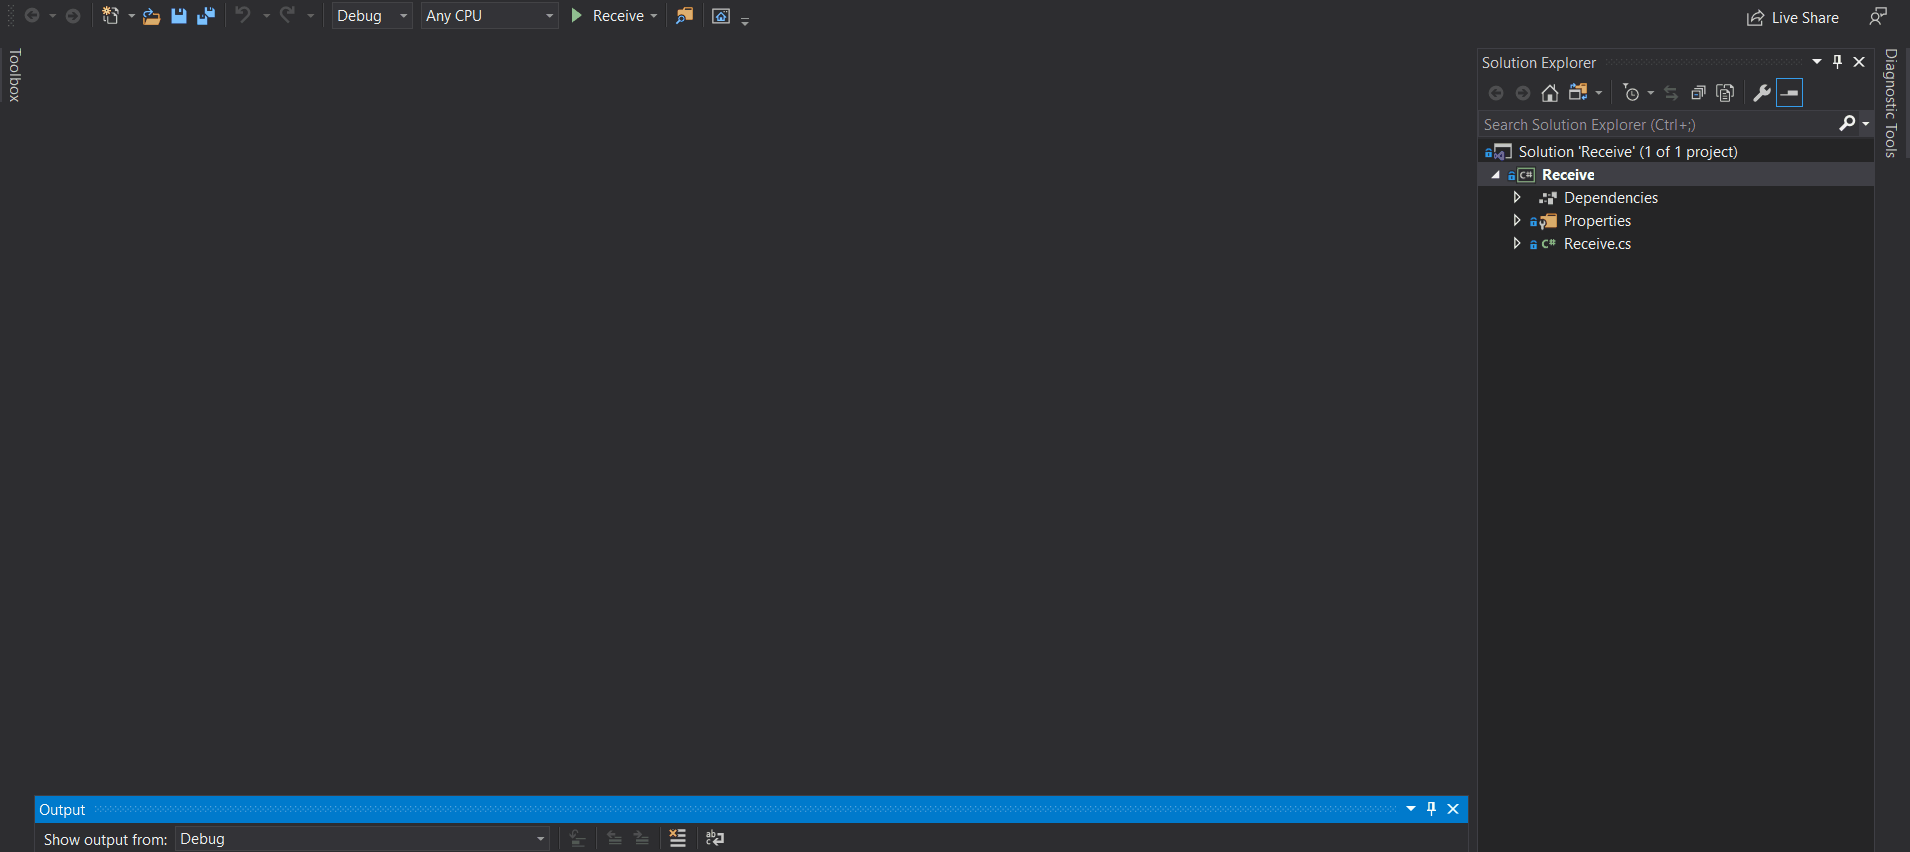 Debug
Any CPU
Receive
Live Share
Toolbox
Solution Explorer
Search Solution Explorer (Ctrl+;)
Solution 'Receive' (1 of 1 project)
C# Receive
Dependencies
Properties
C# Receive.cs
Diagnostic Tools
Output
Show output from: Debug